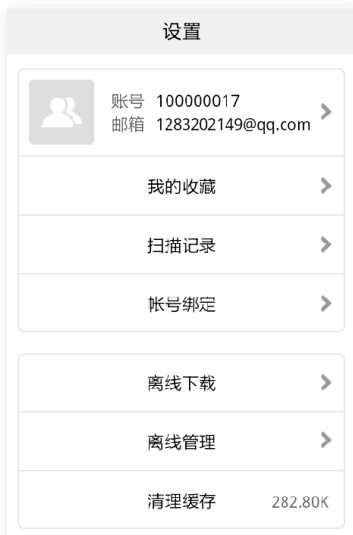 设置
账号 100000017
邮箱 1283202149@qq.com
我的收藏
扫描记录
帐号绑定
离线下载
离线管理
清理缓存 282.80K